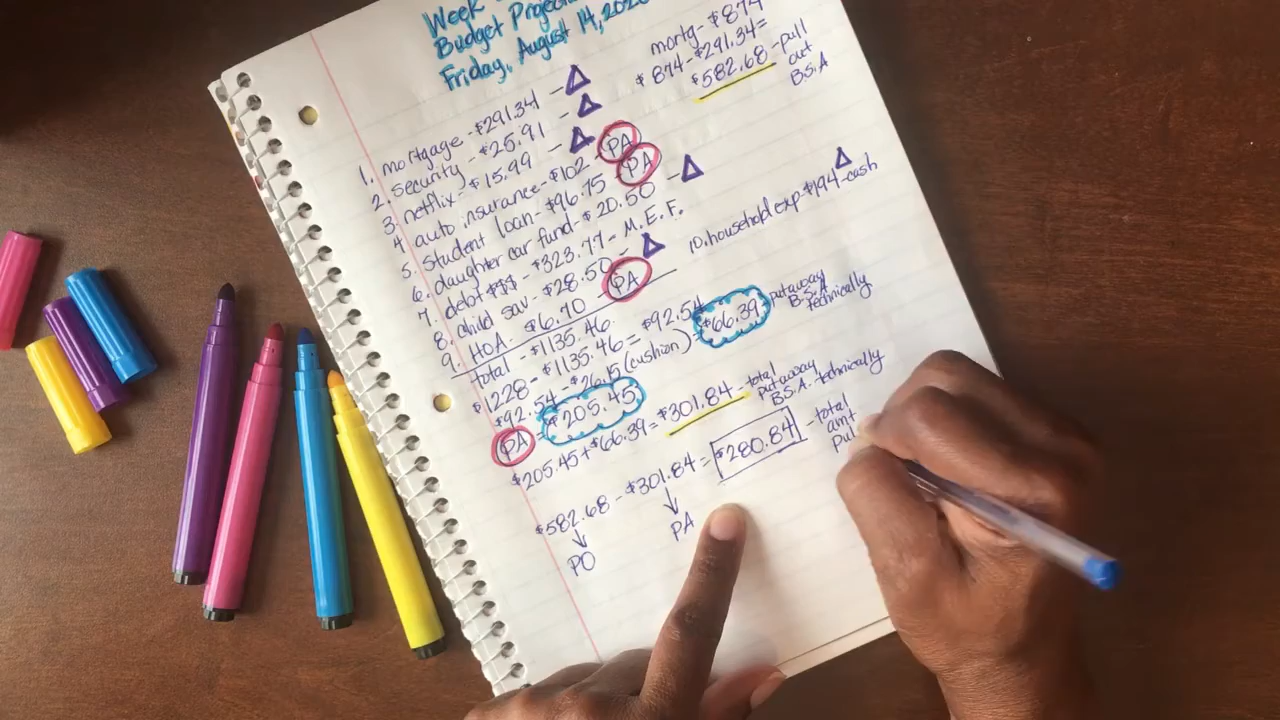 Week
Budget Projec
Friday, August 14, 202
mortg-$874
$874-$291.34=
$582.68-pull
out
B.S.A
1. mortgage-$291.34-Δ
2. security-$25.91-Δ
3. netflix-$15.99-Δ
4. auto insurance-$102-PA
5. student loan-$96.75-PA
6. daughter car fund-$20.50-Δ
7. debt $$$-$323.77-M.E.F.
8. child sav-$28.50-Δ
9. HOA-$6.70-PA
10. household exp-$194-cash Δ
total-$1135.46
$1228-$1135.46=$92.54
$92.54-$26.15(cushion)=$66.39-putaway
B.S.A
technically
PA=$205.45
$205.45+$66.39=$301.84-total
putaway
B.S.A. technically
$582.68-$301.84=$280.84-total
amt
pul
PO
PA